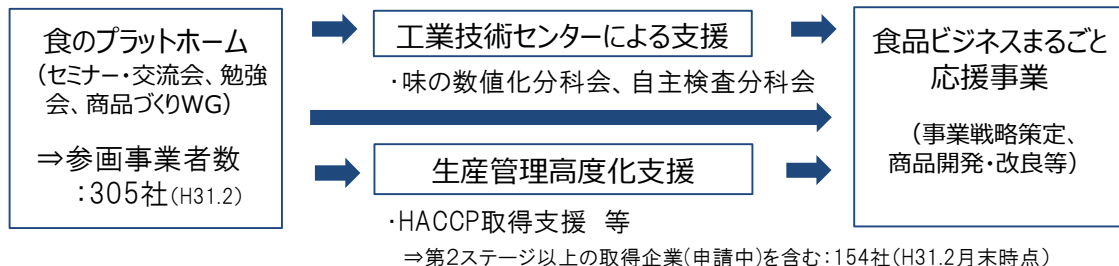 食のプラットホーム
（セミナー・交流会、勉強
会、商品づくりWG）
⇒参画事業者数
：305社（H31.2）
工業技術センターによる支援
・味の数値化分科会、自主検査分科会
生産管理高度化支援
・HACCP取得支援　等
⇒第2ステージ以上の取得企業(申請中)を含む：154社（H31.2月末時点）
食品ビジネスまるごと
応援事業
（事業戦略策定、
商品開発・改良等）